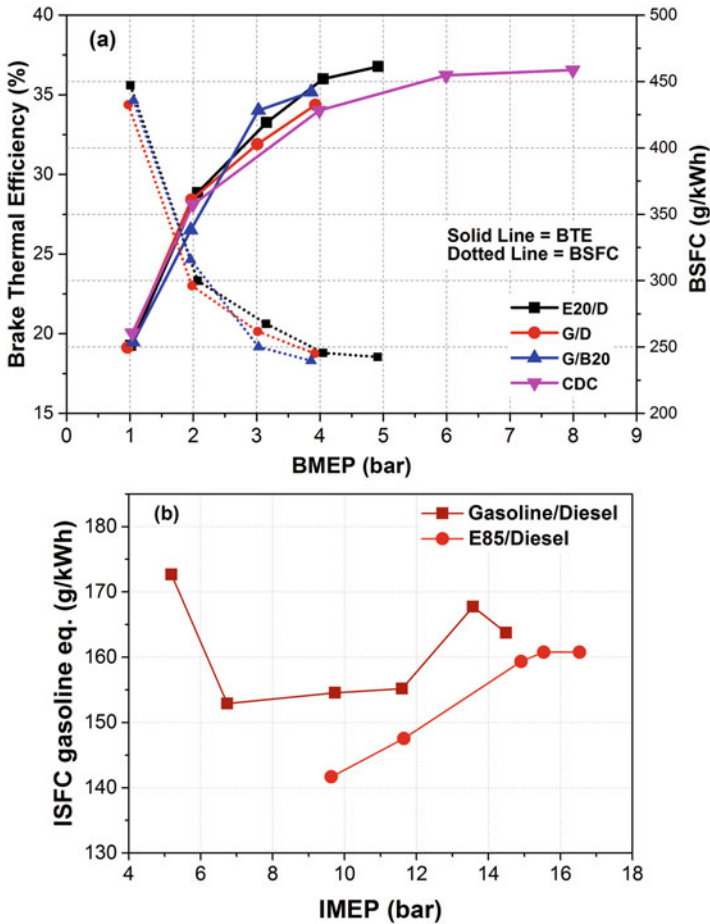 (a)
Brake Thermal Efficiency (%)
40
35
30
25
20
15
BSFC (g/kWh)
500
450
400
350
300
250
200
Solid Line = BTE
Dotted Line = BSFC
E20/D
G/D
G/B20
CDC
0 1 2 3 4 5 6 7 8 9
BMEP (bar)
(b)
ISFC gasoline eq. (g/kWh)
180
170
160
150
140
130
Gasoline/Diesel
E85/Diesel
4 6 8 10 12 14 16 18
IMEP (bar)